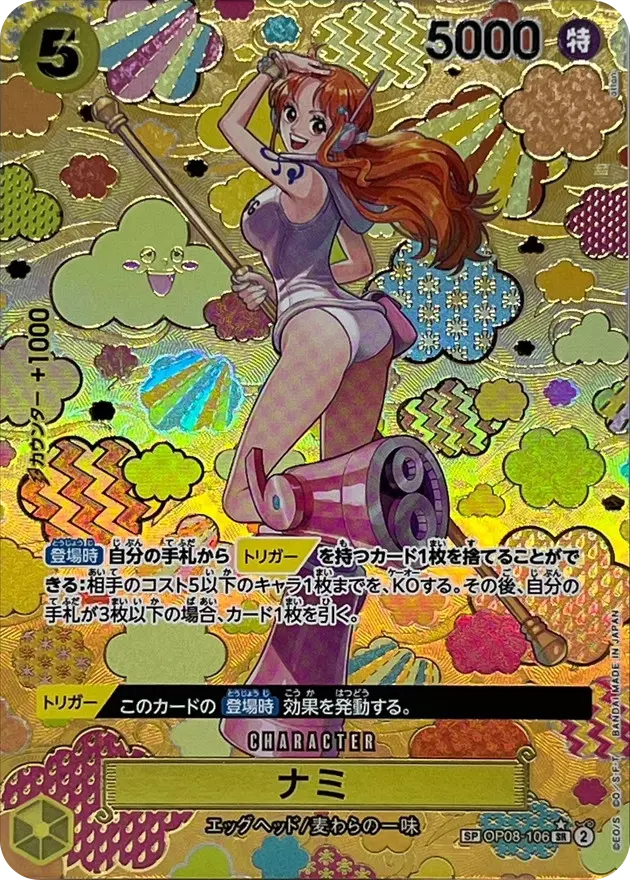 5
5000 特
カウンター +1000
登場時 自分の手札から トリガー を持つカード1枚を捨てることがで
きる:相手のコスト5以下のキャラ1枚までを、KOする。その後、自分の
手札が3枚以下の場合、カード1枚を引く。
トリガー このカードの 登場時 効果を発動する。
CHARACTER
ナミ
エッグヘッド/麦わらの一味
SP OP08-106 SR 2
BANDAI MADE IN JAPAN